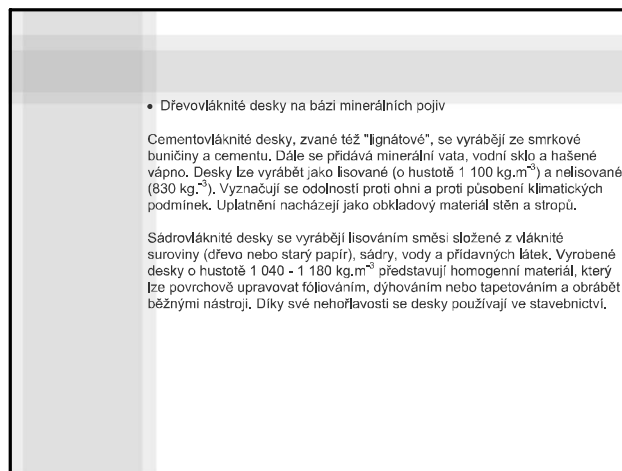 • Dřevovláknité desky na bázi minerálních pojiv
Cementovláknité desky, zvané též "lignátové", se vyrábějí ze smrkové
buničiny a cementu. Dále se přidává minerální vata, vodní sklo a hašené
vápno. Desky lze vyrábět jako lisované (o hustotě 1 100 kg.m⁻³) a nelisované
(830 kg.⁻³). Vyznačují se odolností proti ohni a proti působení klimatických
podmínek. Uplatnění nacházejí jako obkladový materiál stěn a stropů.
Sádrovláknité desky se vyrábějí lisováním směsi složené z vláknité
suroviny (dřevo nebo starý papír), sádry, vody a přídavných látek. Vyrobené
desky o hustotě 1 040 - 1 180 kg.m⁻³ představují homogenní materiál, který
lze povrchově upravovat fóliováním, dýhováním nebo tapetováním a obrábět
běžnými nástroji. Díky své nehořlavosti se desky používají ve stavebnictví.